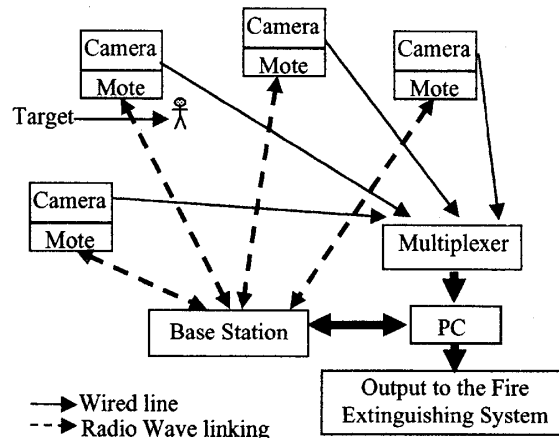 Camera
Mote
Camera
Mote
Camera
Mote
Target
Camera
Mote
Multiplexer
Base Station
PC
Output to the Fire
Extinguishing System
Wired line
Radio Wave linking